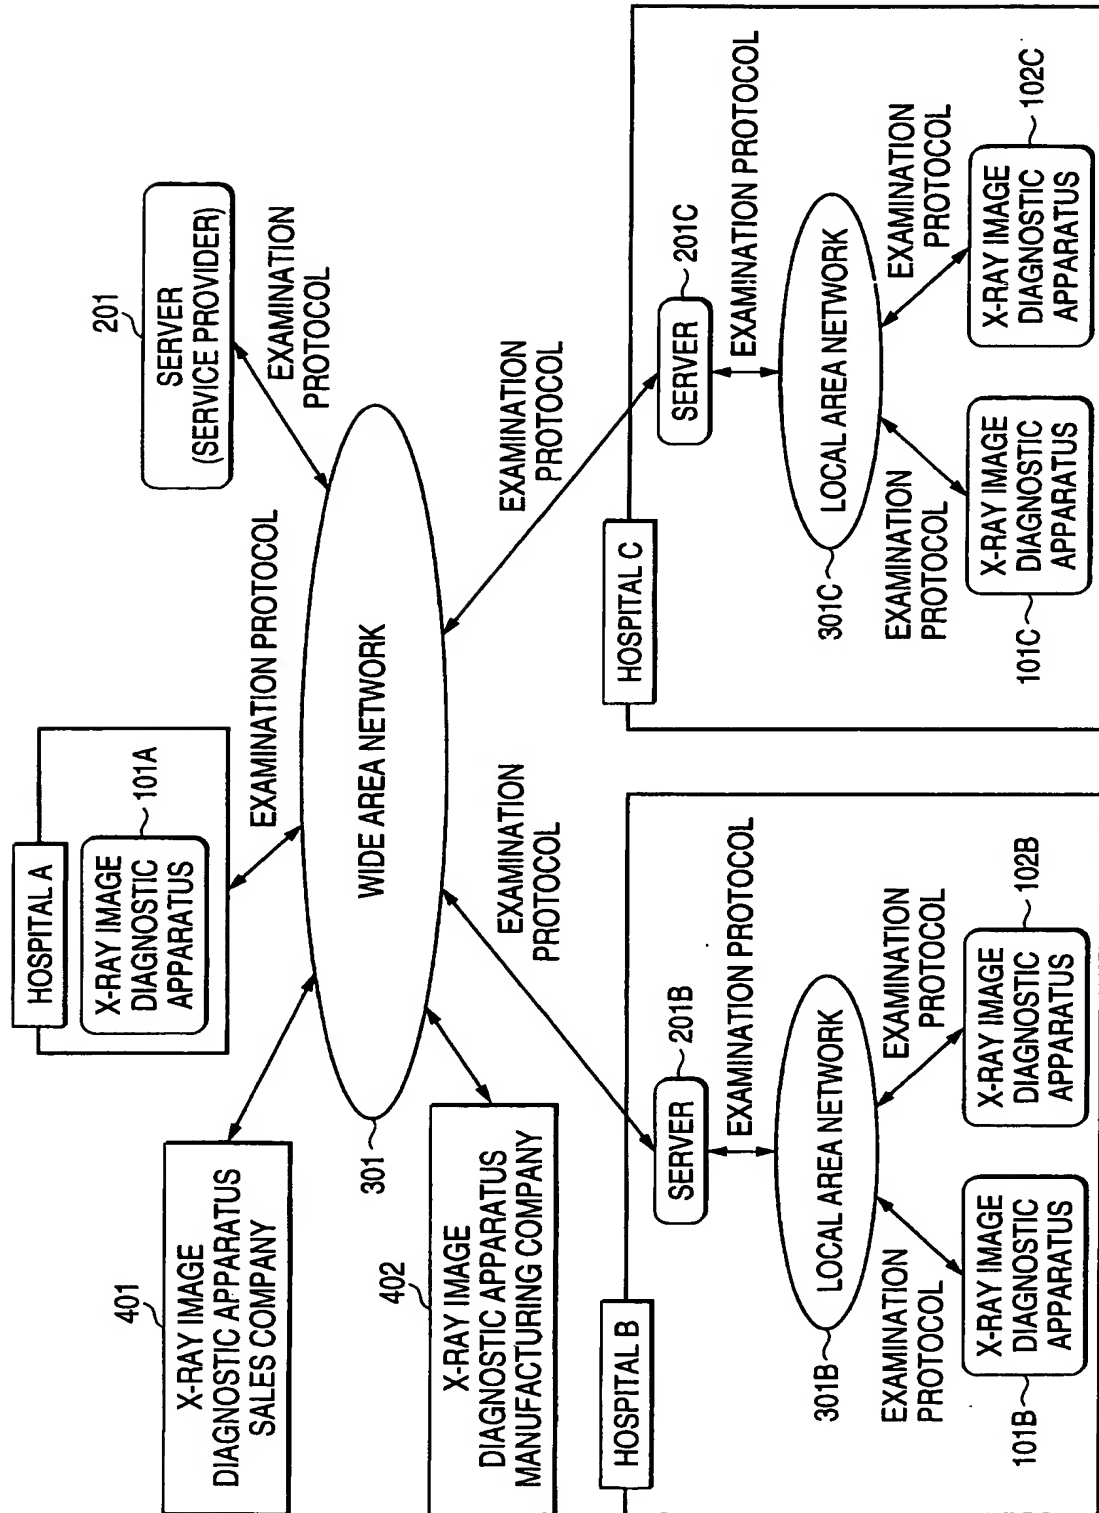 HOSPITAL A
X-RAY IMAGE
DIAGNOSTIC
APPARATUS
101A
EXAMINATION PROTOCOL
201
SERVER
(SERVICE PROVIDER)
EXAMINATION
PROTOCOL
401
X-RAY IMAGE
DIAGNOSTIC APPARATUS
SALES COMPANY
301
WIDE AREA NETWORK
402
X-RAY IMAGE
DIAGNOSTIC APPARATUS
MANUFACTURING COMPANY
EXAMINATION
PROTOCOL
EXAMINATION
PROTOCOL
HOSPITAL B
SERVER
201B
EXAMINATION PROTOCOL
LOCAL AREA NETWORK
301B
EXAMINATION
PROTOCOL
EXAMINATION
PROTOCOL
X-RAY IMAGE
DIAGNOSTIC
APPARATUS
101B
X-RAY IMAGE
DIAGNOSTIC
APPARATUS
102B
HOSPITAL C
SERVER
201C
EXAMINATION PROTOCOL
LOCAL AREA NETWORK
301C
EXAMINATION
PROTOCOL
EXAMINATION
PROTOCOL
X-RAY IMAGE
DIAGNOSTIC
APPARATUS
101C
X-RAY IMAGE
DIAGNOSTIC
APPARATUS
102C